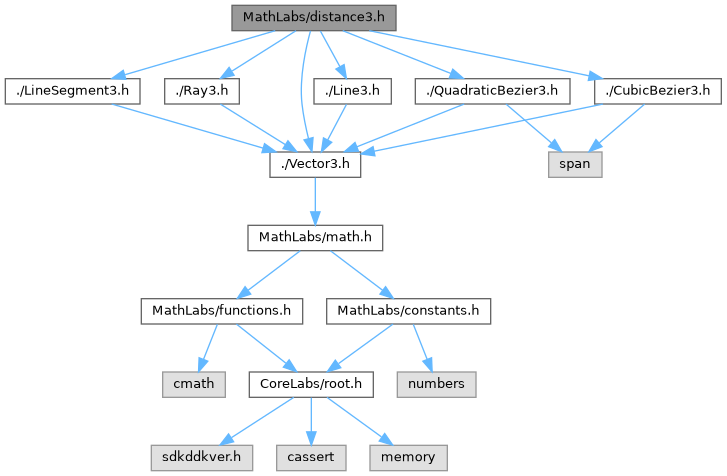 MathLabs/distance3.h
./LineSegment3.h
./Ray3.h
./Line3.h
./QuadraticBezier3.h
./CubicBezier3.h
./Vector3.h
span
MathLabs/math.h
MathLabs/functions.h
MathLabs/constants.h
cmath
CoreLabs/root.h
numbers
sdkddkver.h
cassert
memory